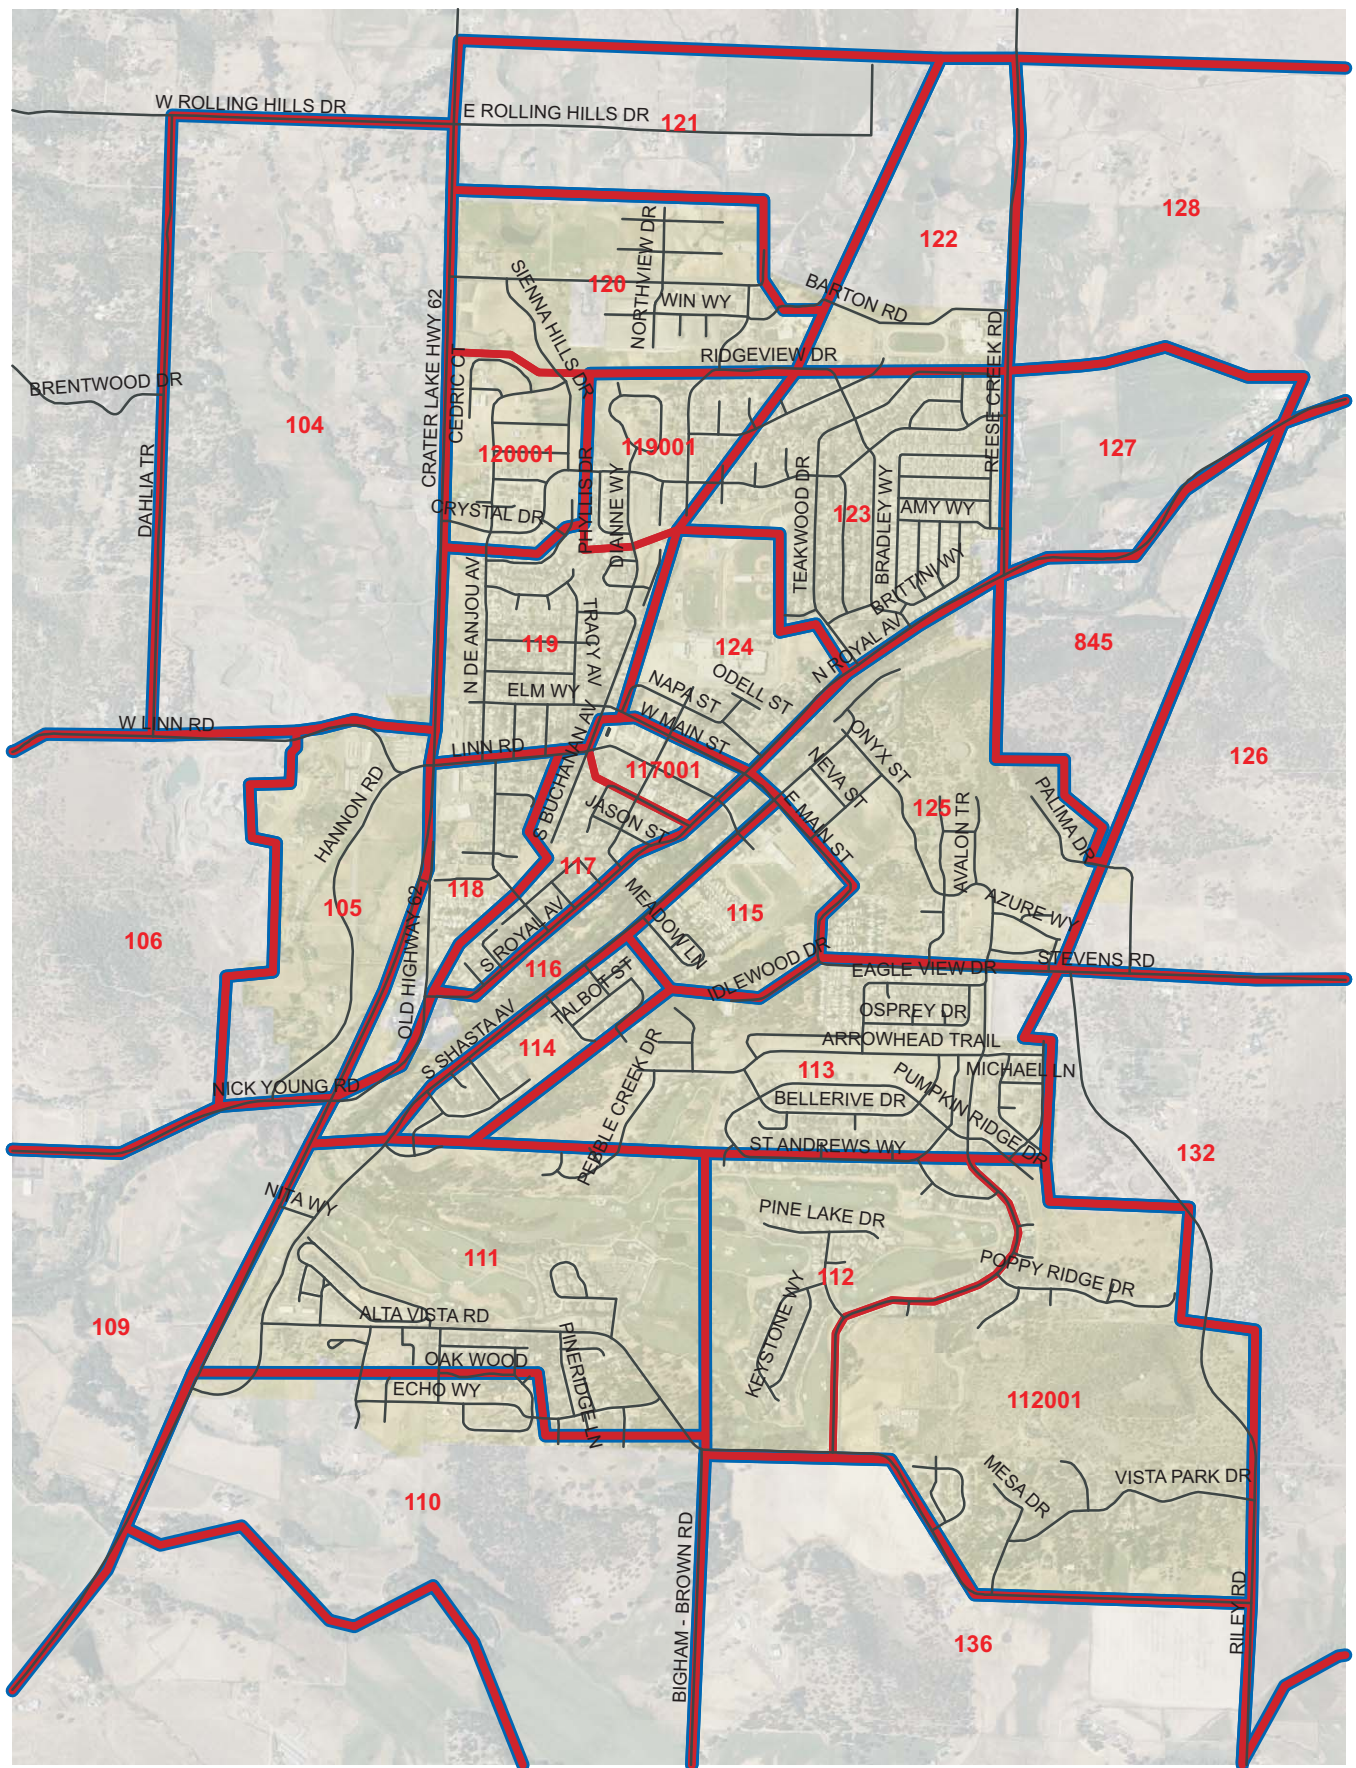 W ROLLING HILLS DR
E ROLLING HILLS DR
121
128
122
NORTHVIEW DR
SIENNA HILLS DR
120
WIN WY
BARTON RD
CRATER LAKE HWY 62
REESE CREEK RD
RIDGEVIEW DR
BRENTWOOD DR
CEDRIC CT
104
119001
120001
127
DAHLIA TR
PHYLLIS DR
DIANNE WY
TEAKWOOD DR
BRADLEY WY
AMY WY
CRYSTAL DR
123
BRITTINI WY
N DE ANJOU AV
TRACY AV
119
124
845
N ROYAL AV
ELM WY
NAPA ST
ODELL ST
W LINN RD
W MAIN ST
LINN RD
S BUCHANAN AV
ONYX ST
126
117001
NEVA ST
HANNON RD
JASON ST
E MAIN ST
125
PALIMA DR
AVALON TR
117
118
MEADOW LN
105
115
AZURE WY
OLD HIGHWAY 62
106
S ROYAL AV
STEVENS RD
116
IDLEWOOD DR
EAGLE VIEW DR
TALBOT ST
OSPREY DR
S SHASTA AV
ARROWHEAD TRAIL
114
113
MICHAEL LN
NICK YOUNG RD
PEBBLE CREEK DR
BELLERIVE DR
PUMPKIN RIDGE DR
ST ANDREWS WY
132
NITA WY
PINE LAKE DR
111
112
POPPY RIDGE DR
KEYSTONE WY
109
ALTA VISTA RD
OAK WOOD
PINERIDGE LN
ECHO WY
112001
MESA DR
VISTA PARK DR
110
BIGHAM - BROWN RD
RILEY RD
136